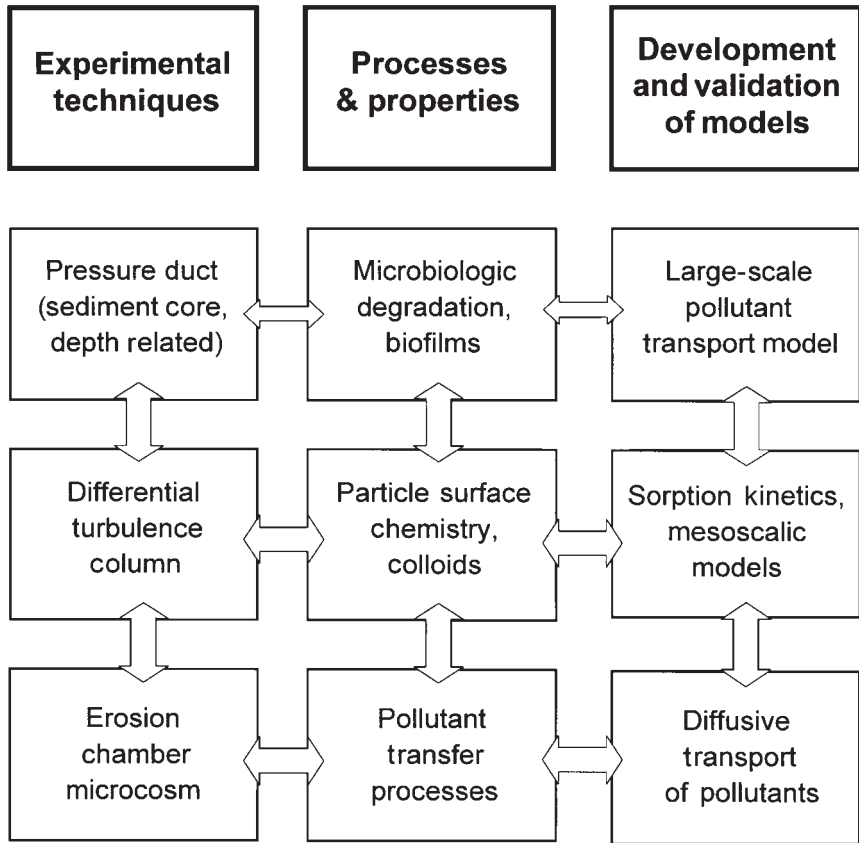 Experimental
techniques
Processes
& properties
Development
and validation
of models
Pressure duct
(sediment core,
depth related)
Microbiologic
degradation,
biofilms
Large-scale
pollutant
transport model
Differential
turbulence
column
Particle surface
chemistry,
colloids
Sorption kinetics,
mesoscalic
models
Erosion
chamber
microcosm
Pollutant
transfer
processes
Diffusive
transport
of pollutants